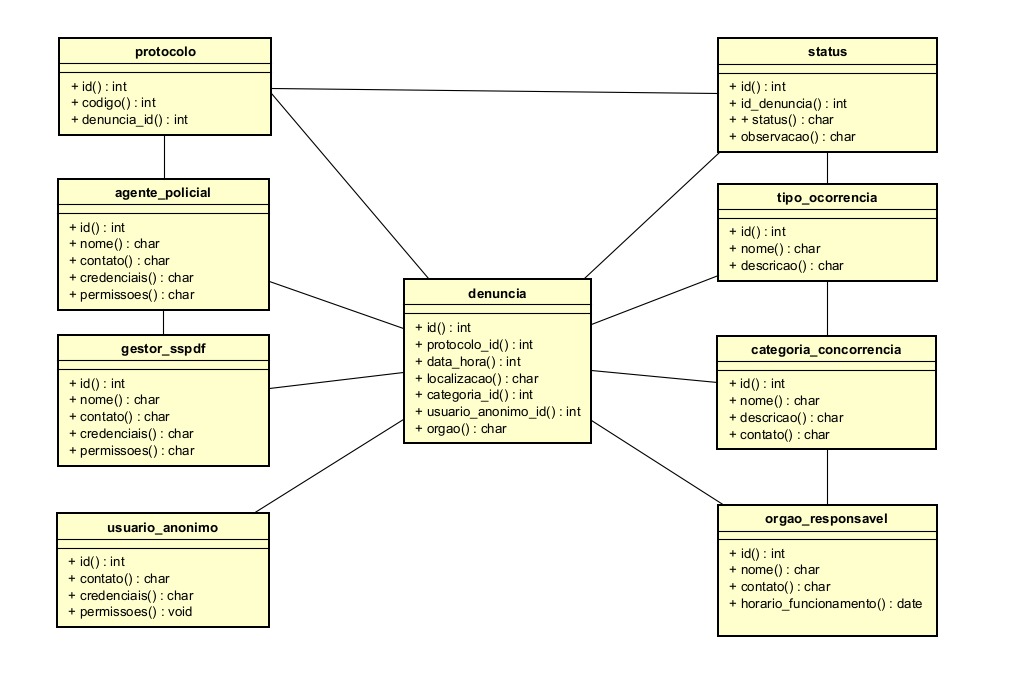 protocolo
+ id() : int
+ codigo() : int
+ denuncia_id() : int
status
+ id() : int
+ id_denuncia() : int
+ + status() : char
+ observacao() : char
agente_policial
+ id() : int
+ nome() : char
+ contato() : char
+ credenciais() : char
+ permissoes() : char
tipo_ocorrencia
+ id() : int
+ nome() : char
+ descricao() : char
denuncia
+ id() : int
+ protocolo_id() : int
+ data_hora() : int
+ localizacao() : char
+ categoria_id() : int
+ usuario_anonimo_id() : int
+ orgao() : char
gestor_sspdf
+ id() : int
+ nome() : char
+ contato() : char
+ credenciais() : char
+ permissoes() : char
categoria_concorrencia
+ id() : int
+ nome() : char
+ descricao() : char
+ contato() : char
usuario_anonimo
+ id() : int
+ contato() : char
+ credenciais() : char
+ permissoes() : void
orgao_responsavel
+ id() : int
+ nome() : char
+ contato() : char
+ horario_funcionamento() : date